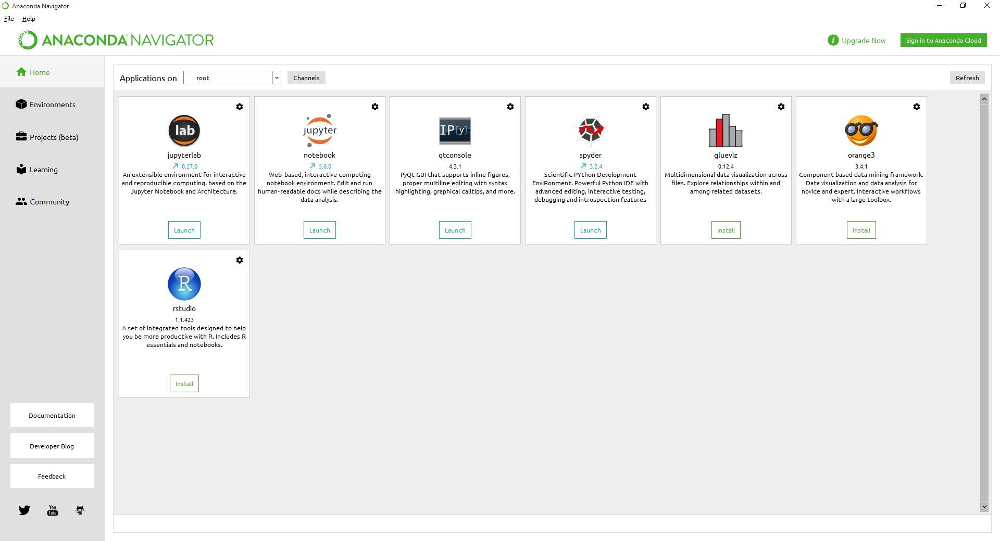 Anaconda Navigator
File Help
ANACONDA NAVIGATOR
i Upgrade Now Sign in to Anaconda Cloud
Home
Environments
Projects (beta)
Learning
Community
Documentation
Developer Blog
Feedback
You
Tube
Applications on root Channels Refresh
lab
jupyterlab
0.27.0
An extensible environment for interactive
and reproducible computing, based on the
Jupyter Notebook and Architecture.
Launch
jupyter
notebook
5.0.0
Web-based, interactive computing
notebook environment. Edit and run
human-readable docs while describing the
data analysis.
Launch
IP[y]:
qtconsole
4.3.1
PyQt GUI that supports inline figures,
proper multiline editing with syntax
highlighting, graphical calltips, and more.
Launch
spyder
3.2.4
Scientific PYthon Development
EnviRonment. Powerful Python IDE with
advanced editing, interactive testing,
debugging and introspection features
Launch
glueviz
0.12.4
Multidimensional data visualization across
files. Explore relationships within and
among related datasets.
Install
orange3
3.4.1
Component based data mining framework.
Data visualization and data analysis for
novice and expert. Interactive workflows
with a large toolbox.
Install
R
rstudio
1.1.423
A set of integrated tools designed to help
you be more productive with R. Includes R
essentials and notebooks.
Install